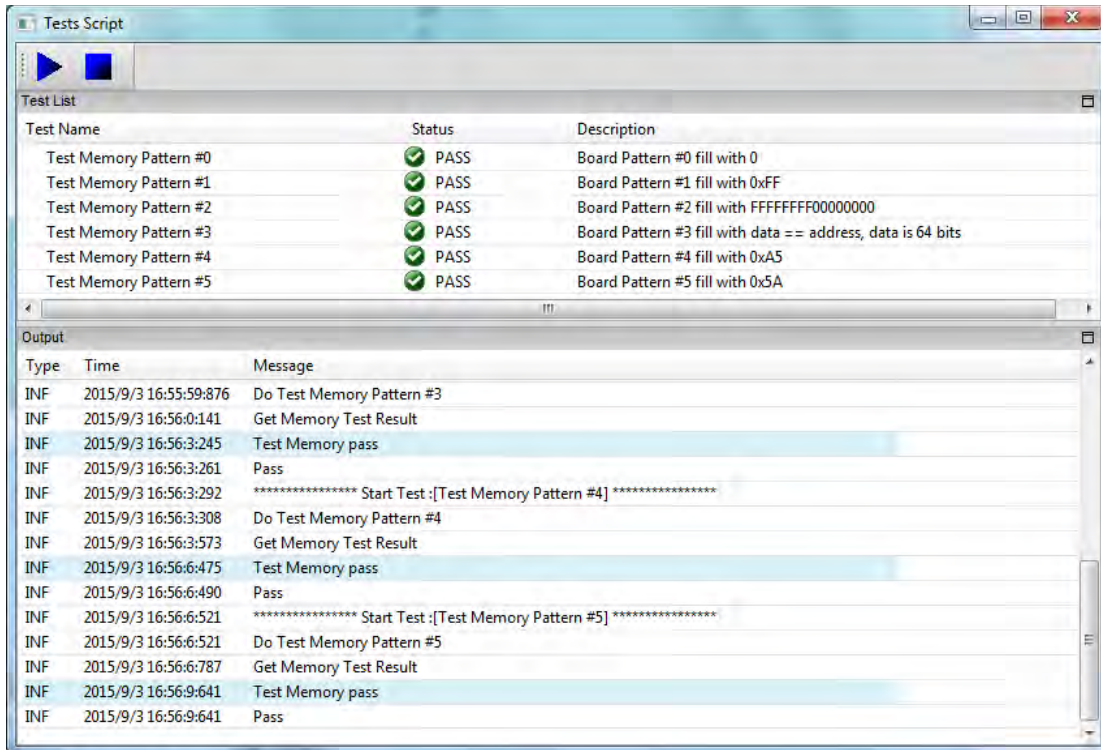 Tests Script
Test List
Test Name Status Description
Test Memory Pattern #0 PASS Board Pattern #0 fill with 0
Test Memory Pattern #1 PASS Board Pattern #1 fill with 0xFF
Test Memory Pattern #2 PASS Board Pattern #2 fill with FFFFFFFF00000000
Test Memory Pattern #3 PASS Board Pattern #3 fill with data == address, data is 64 bits
Test Memory Pattern #4 PASS Board Pattern #4 fill with 0xA5
Test Memory Pattern #5 PASS Board Pattern #5 fill with 0x5A
Output
Type Time Message
INF 2015/9/3 16:55:59:876 Do Test Memory Pattern #3
INF 2015/9/3 16:56:0:141 Get Memory Test Result
INF 2015/9/3 16:56:3:245 Test Memory pass
INF 2015/9/3 16:56:3:261 Pass
INF 2015/9/3 16:56:3:292 **************** Start Test :[Test Memory Pattern #4] ****************
INF 2015/9/3 16:56:3:308 Do Test Memory Pattern #4
INF 2015/9/3 16:56:3:573 Get Memory Test Result
INF 2015/9/3 16:56:6:475 Test Memory pass
INF 2015/9/3 16:56:6:490 Pass
INF 2015/9/3 16:56:6:521 **************** Start Test :[Test Memory Pattern #5] ****************
INF 2015/9/3 16:56:6:521 Do Test Memory Pattern #5
INF 2015/9/3 16:56:6:787 Get Memory Test Result
INF 2015/9/3 16:56:9:641 Test Memory pass
INF 2015/9/3 16:56:9:641 Pass